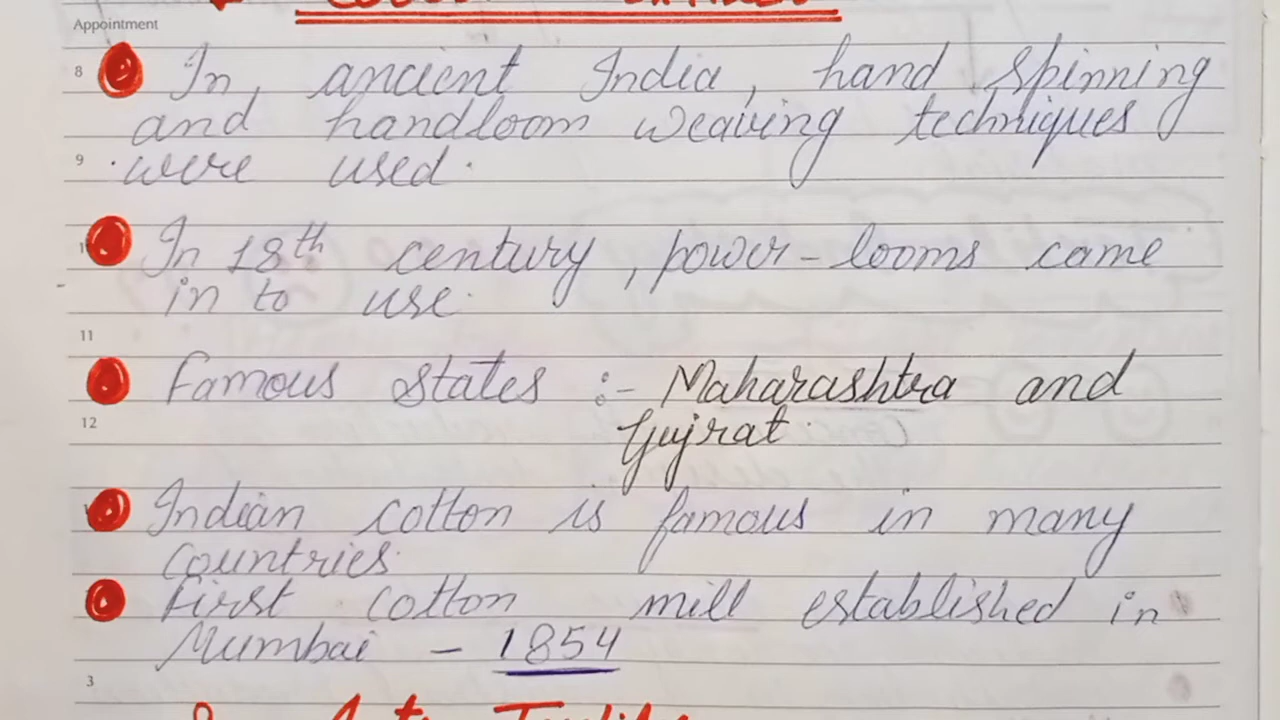 Appointment
8
In, ancient India, hand spinning
and handloom weaving techniques
9
were used.
In 18th century, power-looms came
in to use.
11
Famous States :- Maharashtra and
12
Gujrat.
Indian cotton is famous in many
countries.
First cotton mill established in
Mumbai - 1854
3